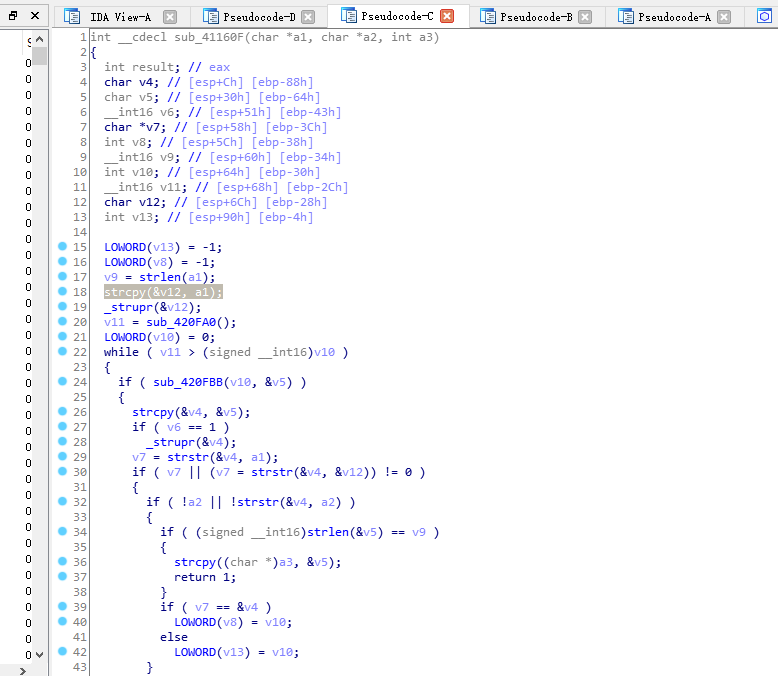 IDA View-A
Pseudocode-D
Pseudocode-C
Pseudocode-B
Pseudocode-A
1 int __cdecl sub_41160F(char *a1, char *a2, int a3)
2 {
3 int result; // eax
4 char v4; // [esp+Ch] [ebp-88h]
5 char v5; // [esp+30h] [ebp-64h]
6 __int16 v6; // [esp+51h] [ebp-43h]
7 char *v7; // [esp+58h] [ebp-3Ch]
8 int v8; // [esp+5Ch] [ebp-38h]
9 __int16 v9; // [esp+60h] [ebp-34h]
10 int v10; // [esp+64h] [ebp-30h]
11 __int16 v11; // [esp+68h] [ebp-2Ch]
12 char v12; // [esp+6Ch] [ebp-28h]
13 int v13; // [esp+90h] [ebp-4h]
14
15 LOWORD(v13) = -1;
16 LOWORD(v8) = -1;
17 v9 = strlen(a1);
18 strcpy(&v12, a1);
19 _strupr(&v12);
20 v11 = sub_420FA0();
21 LOWORD(v10) = 0;
22 while ( v11 > (signed __int16)v10 )
23 {
24 if ( sub_420FBB(v10, &v5) )
25 {
26 strcpy(&v4, &v5);
27 if ( v6 == 1 )
28 _strupr(&v4);
29 v7 = strstr(&v4, a1);
30 if ( v7 || (v7 = strstr(&v4, &v12)) != 0 )
31 {
32 if ( !a2 || !strstr(&v4, a2) )
33 {
34 if ( (signed __int16)strlen(&v5) == v9 )
35 {
36 strcpy((char *)a3, &v5);
37 return 1;
38 }
39 if ( v7 == &v4 )
40 LOWORD(v8) = v10;
41 else
42 LOWORD(v13) = v10;
43 }